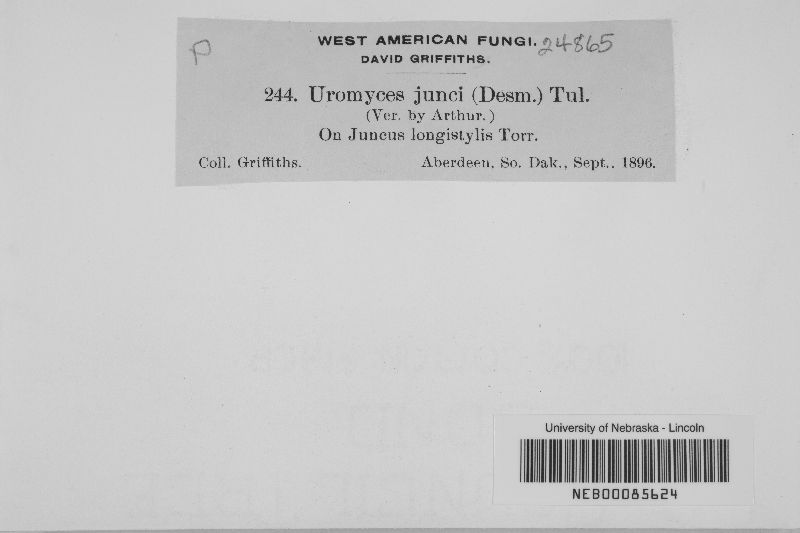 P
WEST AMERICAN FUNGI. 24865
DAVID GRIFFITHS.
244. Uromyces junci (Desm.) Tul.
(Ver. by Arthur.)
On Juncus longistylis Torr.
Coll. Griffiths. Aberdeen, So. Dak., Sept., 1896.
University of Nebraska - Lincoln
NEB00085624